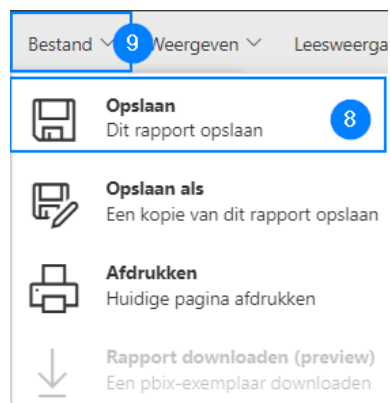 Bestand 9 Weergeven Leesweerga
Opslaan
Dit rapport opslaan 8
Opslaan als
Een kopie van dit rapport opslaan
Afdrukken
Huidige pagina afdrukken
Rapport downloaden (preview)
Een pbix-exemplaar downloaden